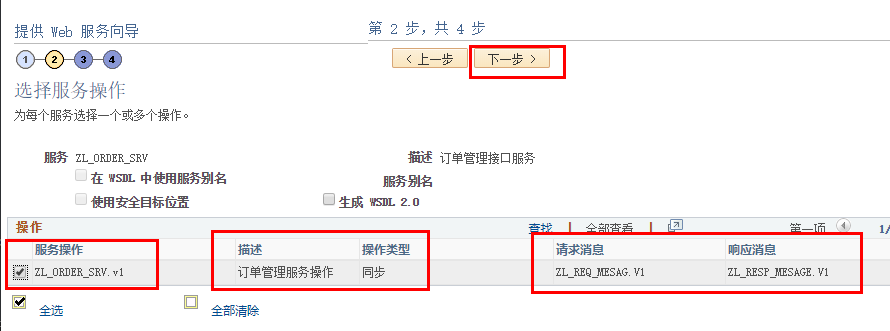 提供 Web 服务向导
第 2 步，共 4 步
1 2 3 4
< 上一步 下一步 >
选择服务操作
为每个服务选择一个或多个操作。
服务 ZL_ORDER_SRV 描述 订单管理接口服务
在 WSDL 中使用服务别名 服务别名
使用安全目标位置 生成 WSDL 2.0
操作 查找 | 全部查看 | 第一项 1/
服务操作 描述 操作类型 请求消息 响应消息
ZL_ORDER_SRV.v1 订单管理服务操作 同步 ZL_REQ_MESAG.V1 ZL_RESP_MESAGE.V1
全选 全部清除